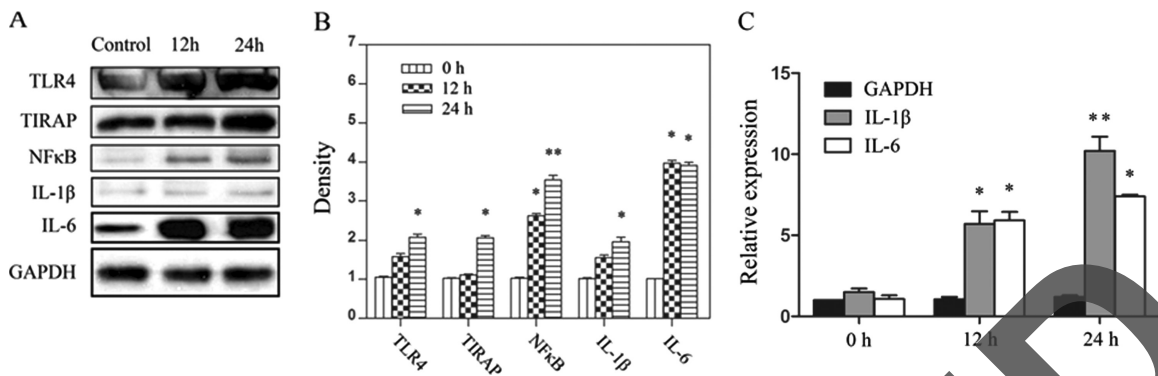 A
Control 12h 24h
TLR4
TIRAP
NFκB
IL-1β
IL-6
GAPDH
B
7
6
5
4
3
2
1
0
Density
0 h
12 h
24 h
*
*
*
**
*
*
*
TLR4
TIRAP
NFκB
IL-1β
IL-6
C
15
10
5
0
Relative expression
GAPDH
IL-1β
IL-6
*
*
**
*
0 h
12 h
24 h